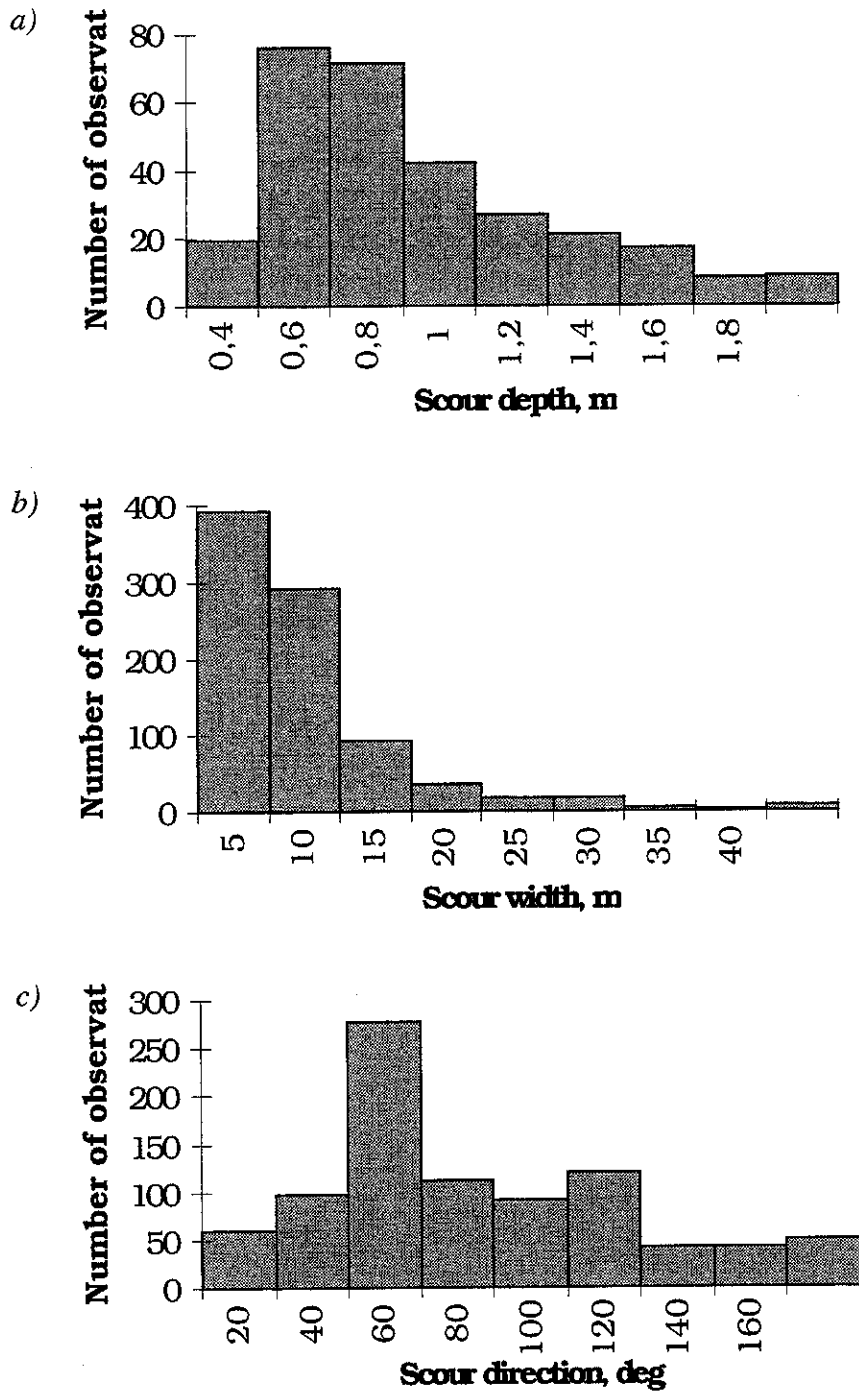 a)
Number of observat
80
60
40
20
0
0,4 0,6 0,8 1 1,2 1,4 1,6 1,8
Scour depth, m
b)
Number of observat
400
300
200
100
0
5 10 15 20 25 30 35 40
Scour width, m
c)
Number of observat
300
250
200
150
100
50
0
20 40 60 80 100 120 140 160
Scour direction, deg